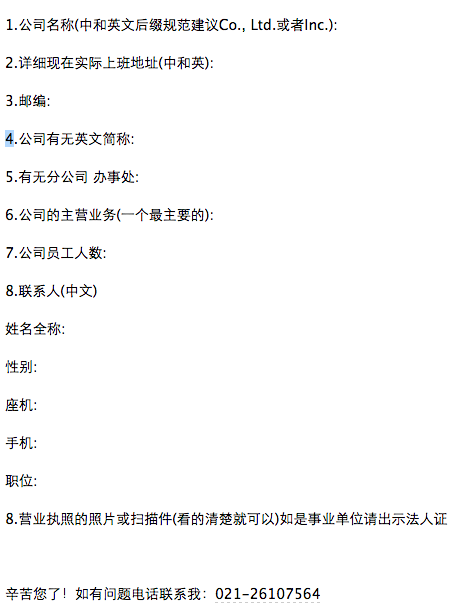 1.公司名称(中和英文后缀规范建议Co., Ltd.或者Inc.):
2.详细现在实际上班地址(中和英):
3.邮编:
4.公司有无英文简称:
5.有无分公司 办事处:
6.公司的主营业务(一个最主要的):
7.公司员工人数:
8.联系人(中文)
姓名全称:
性别:
座机:
手机:
职位:
8.营业执照的照片或扫描件(看的清楚就可以)如是事业单位请出示法人证
辛苦您了！如有问题电话联系我：021-26107564